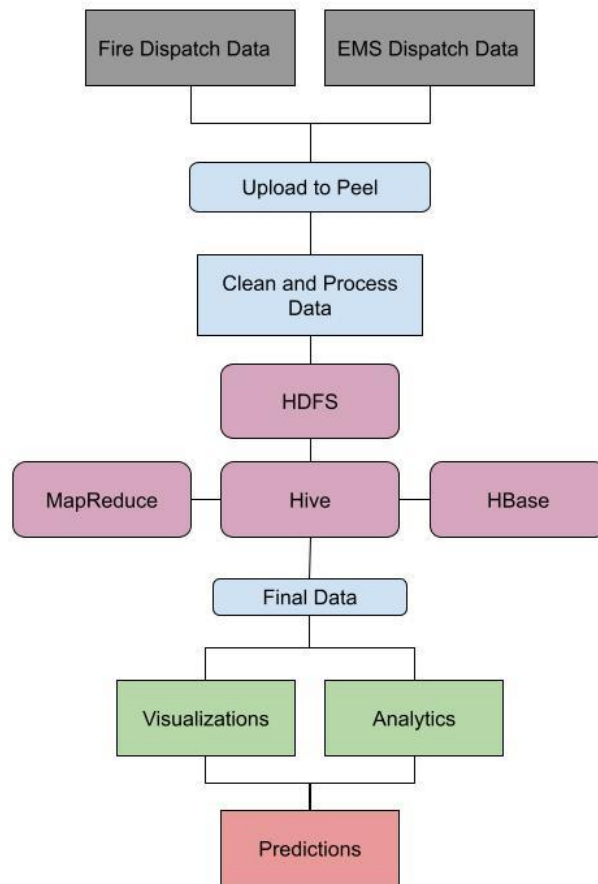 Fire Dispatch Data
EMS Dispatch Data
Upload to Peel
Clean and Process
Data
HDFS
MapReduce
Hive
HBase
Final Data
Visualizations
Analytics
Predictions